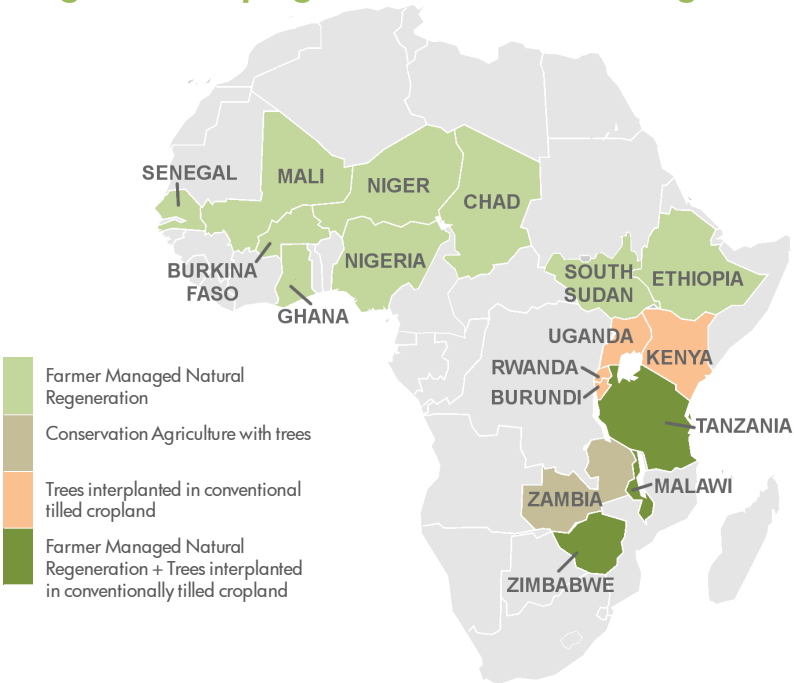 SENEGAL
MALI
NIGER
CHAD
NIGERIA
BURKINA
FASO
GHANA
SOUTH
SUDAN
ETHIOPIA
UGANDA
KENYA
RWANDA
BURUNDI
TANZANIA
MALAWI
ZAMBIA
ZIMBABWE
Farmer Managed Natural
Regeneration
Conservation Agriculture with trees
Trees interplanted in conventional
tilled cropland
Farmer Managed Natural
Regeneration + Trees interplanted
in conventionally tilled cropland